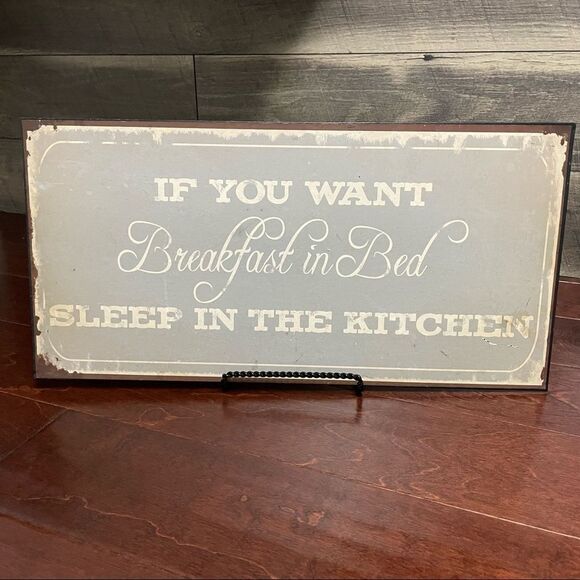 IF YOU WANT
Breakfast in Bed
SLEEP IN THE KITCHEN